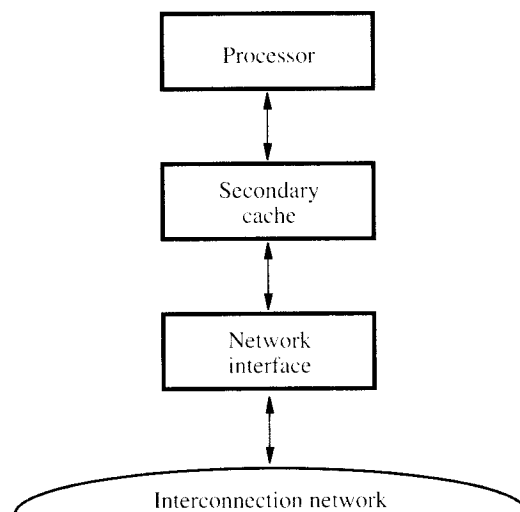 Processor
Secondary
cache
Network
interface
Interconnection network